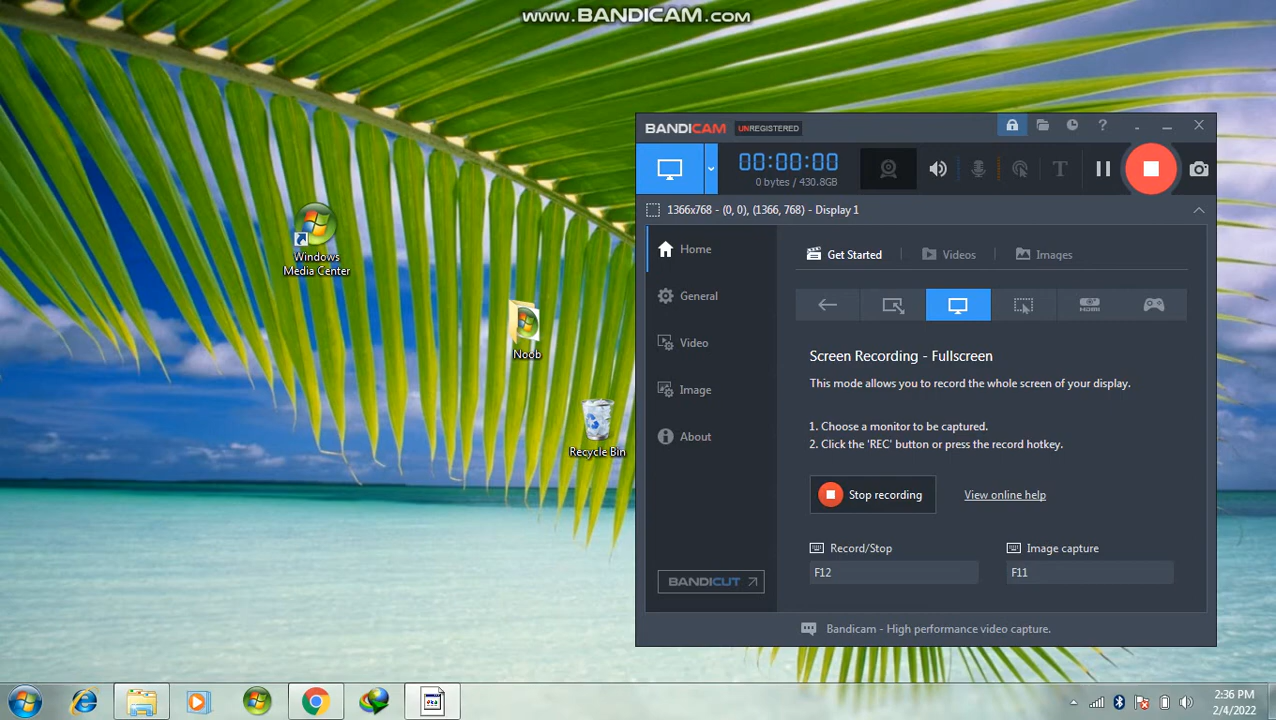 www.BANDICAM.com
Windows
Media Center
Noob
Recycle Bin
BANDICAM UNREGISTERED
00:00:00
0 bytes / 430.8GB
1366x768 - (0, 0), (1366, 768) - Display 1
Home
General
Video
Image
About
BANDICUT
Get Started
Videos
Images
HDMI
Screen Recording - Fullscreen
This mode allows you to record the whole screen of your display.
1. Choose a monitor to be captured.
2. Click the 'REC' button or press the record hotkey.
Stop recording
View online help
Record/Stop
F12
Image capture
F11
Bandicam - High performance video capture.
2:36 PM
2/4/2022